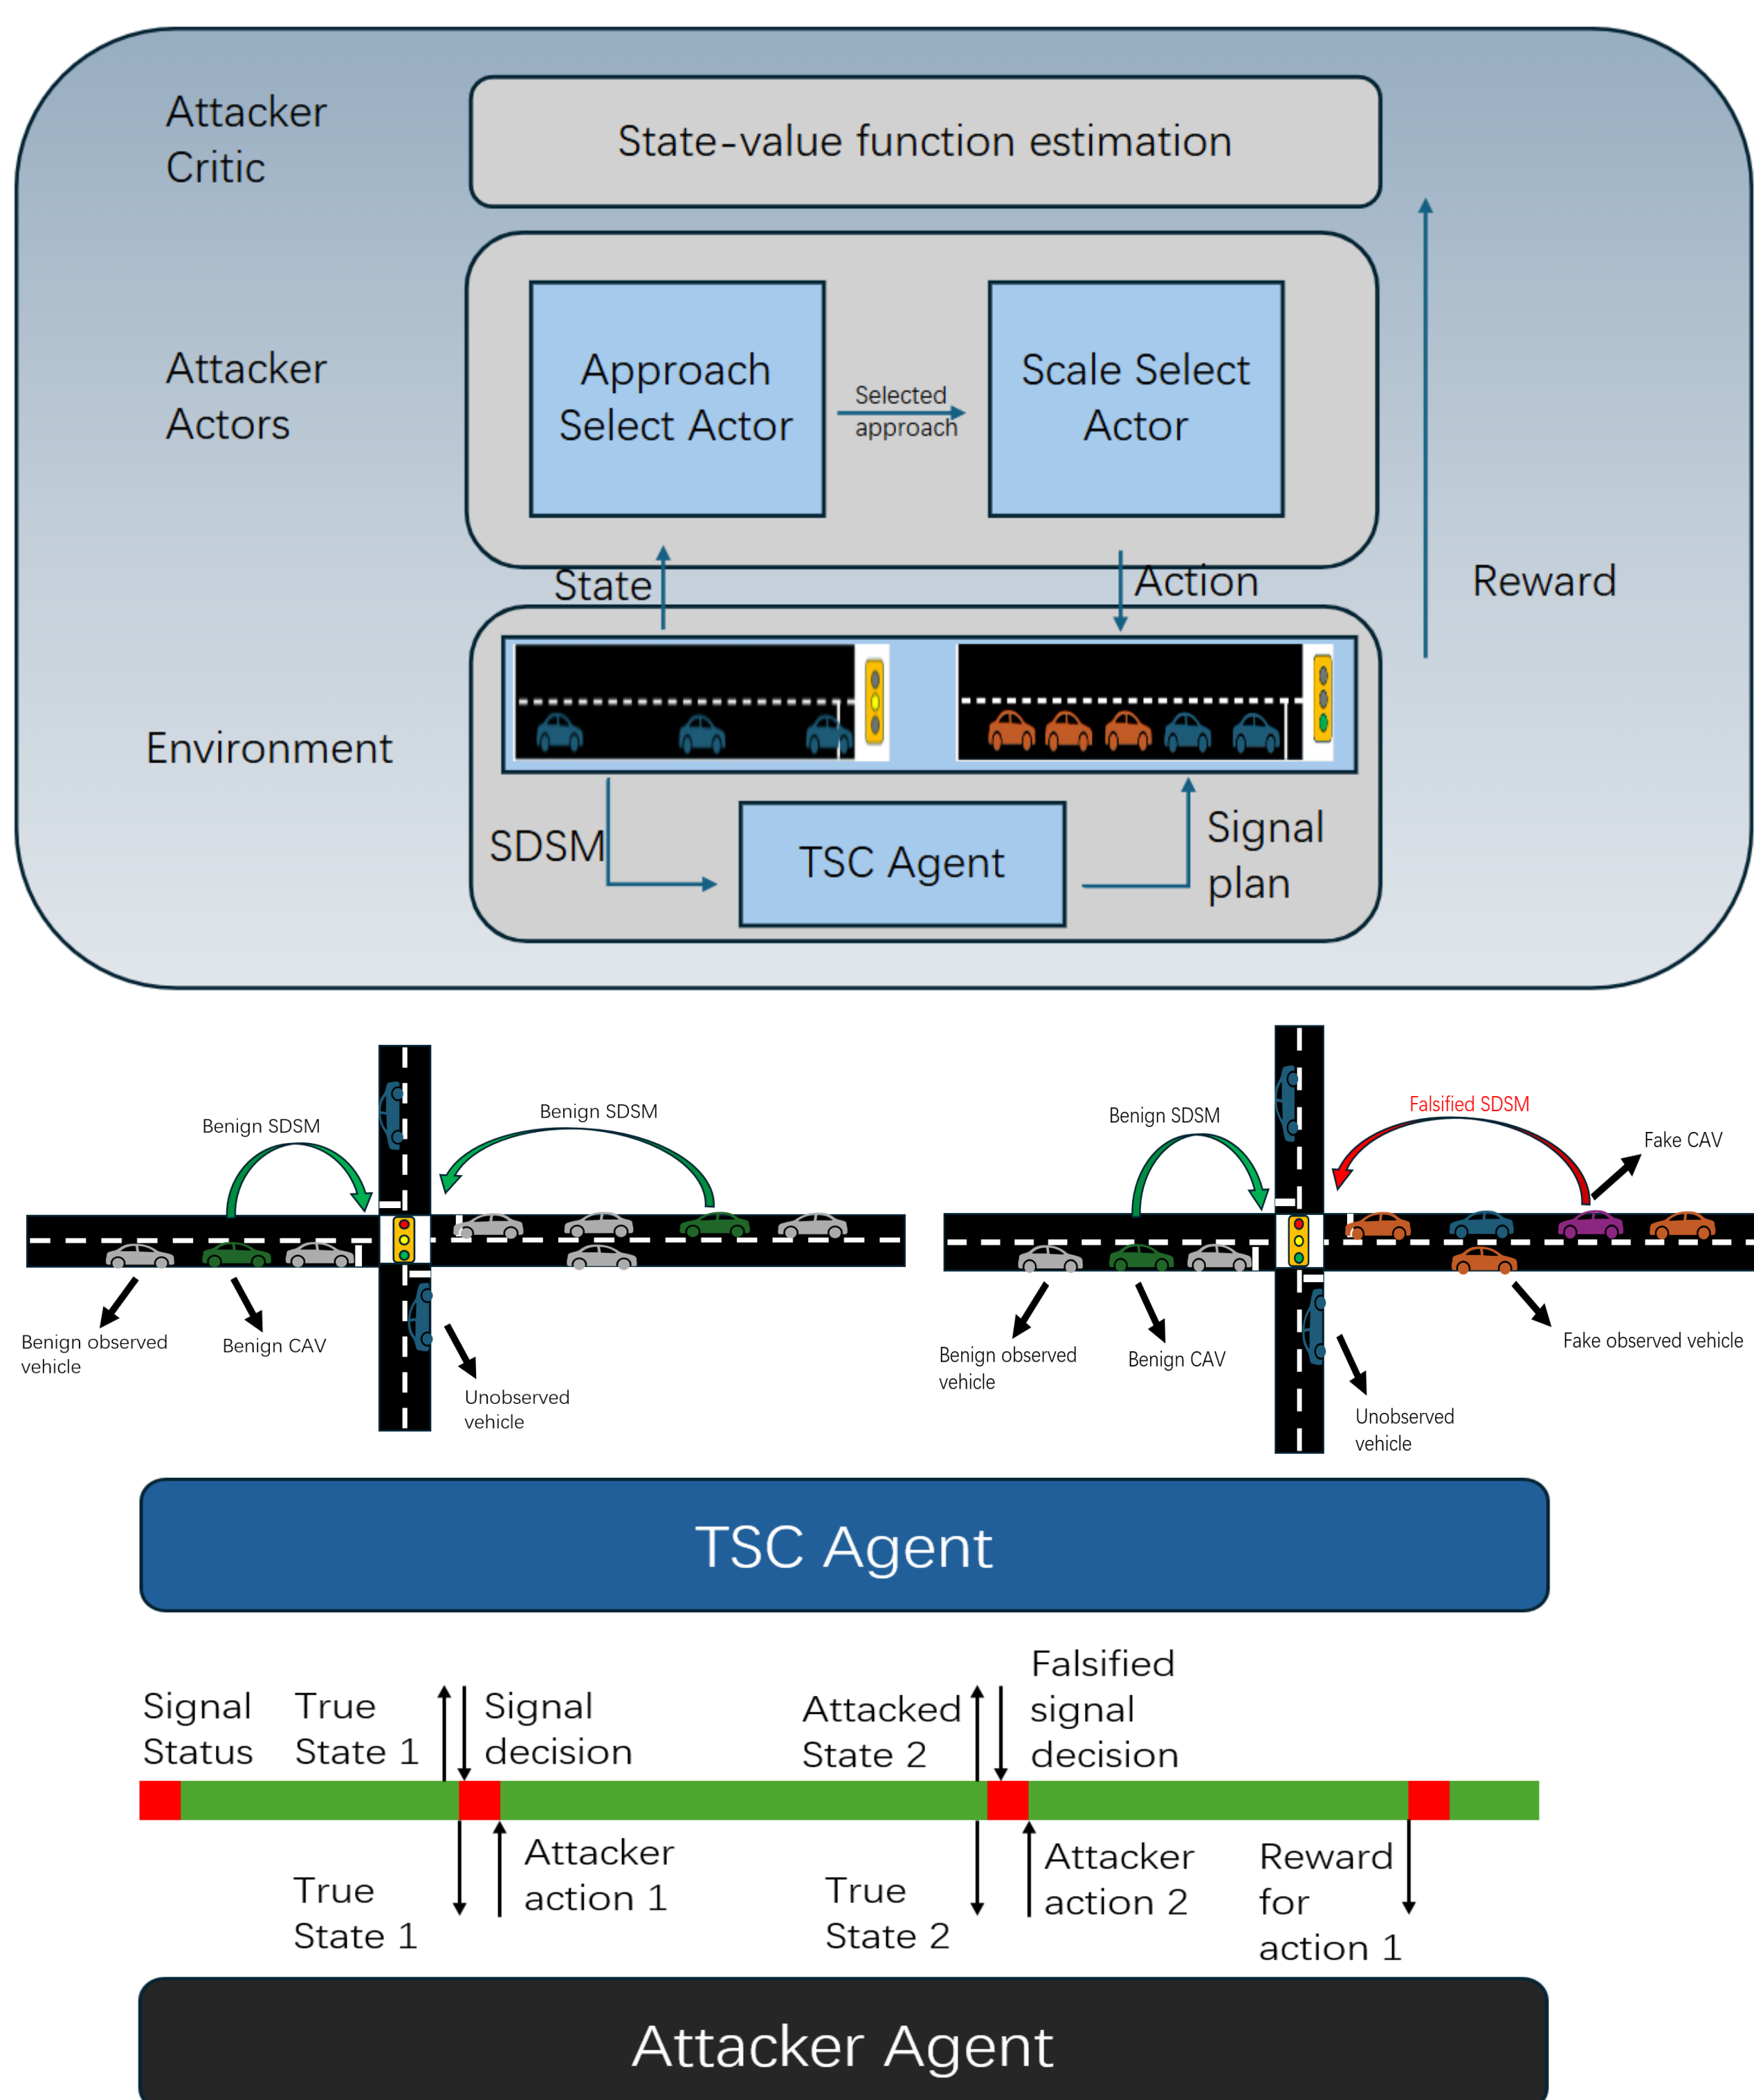 Attacker
Critic
State-value function estimation
Attacker
Actors
Approach
Select Actor
Selected
approach
Scale Select
Actor
State
Action
Reward
Environment
SDSM
TSC Agent
Signal
plan
Benign SDSM
Benign SDSM
Benign observed
vehicle
Benign CAV
Unobserved
vehicle
Benign SDSM
Falsified SDSM
Fake CAV
Benign observed
vehicle
Benign CAV
Fake observed vehicle
Unobserved
vehicle
TSC Agent
Signal
Status
True
State 1
Signal
decision
Attacked
State 2
Falsified
signal
decision
True
State 1
Attacker
action 1
True
State 2
Attacker
action 2
Reward
for
action 1
Attacker Agent